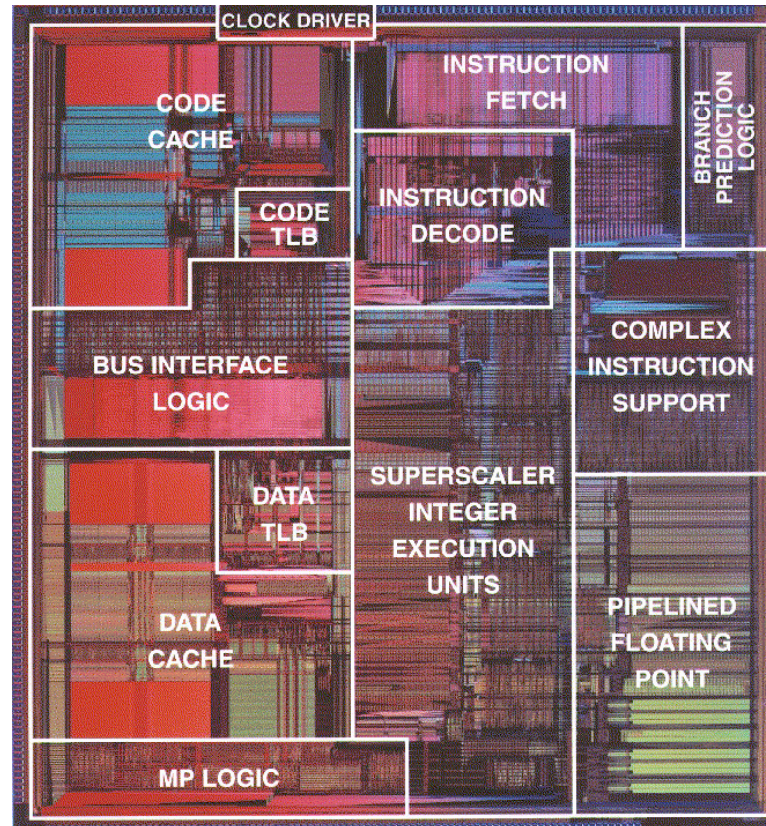 CLOCK DRIVER
CODE
CACHE
INSTRUCTION
FETCH
BRANCH
PREDICTION
LOGIC
CODE
TLB
INSTRUCTION
DECODE
BUS INTERFACE
LOGIC
COMPLEX
INSTRUCTION
SUPPORT
DATA
TLB
SUPERSCALER
INTEGER
EXECUTION
UNITS
DATA
CACHE
PIPELINED
FLOATING
POINT
MP LOGIC